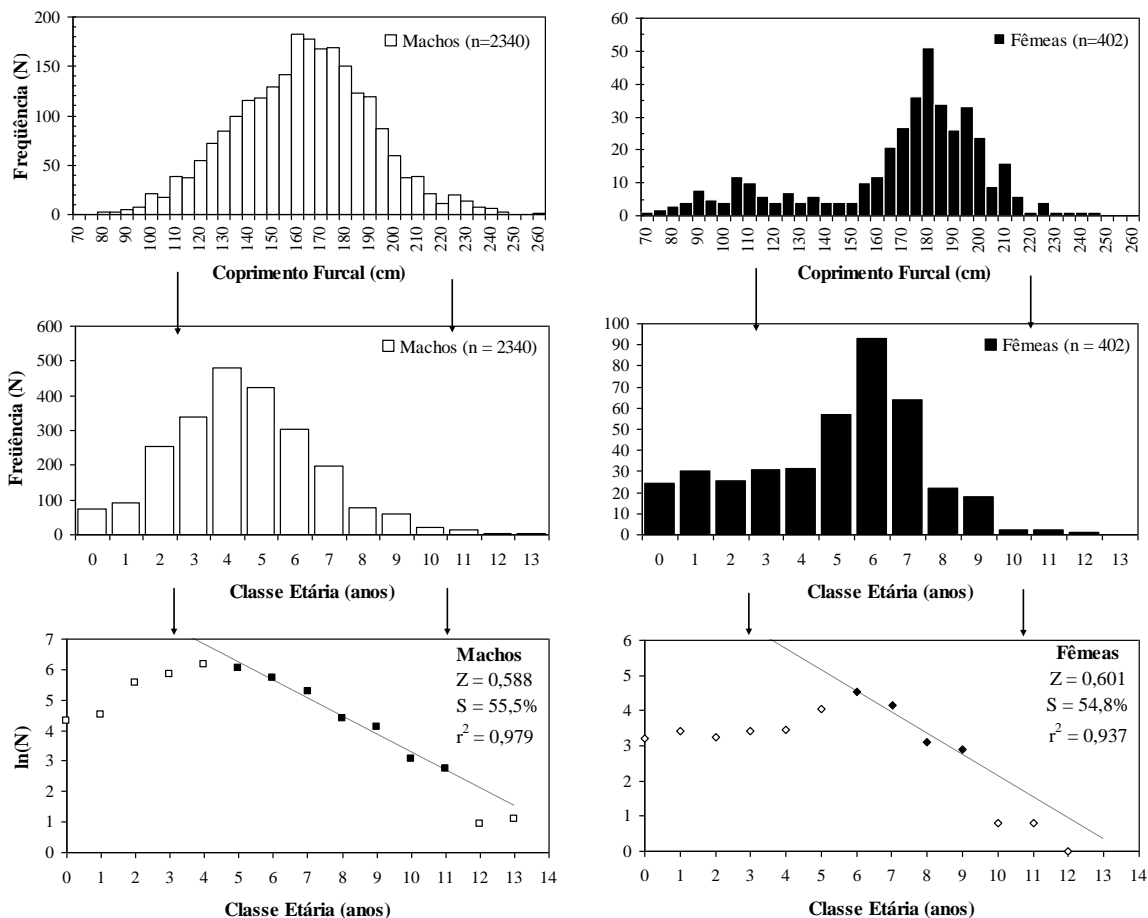 Machos (n=2340)
Freqüência (N)
200
150
100
50
0
70 80 90 100 110 120 130 140 150 160 170 180 190 200 210 220 230 240 250 260
Coprimento Furcal (cm)
Fêmeas (n=402)
60
50
40
30
20
10
0
70 80 90 100 110 120 130 140 150 160 170 180 190 200 210 220 230 240 250 260
Coprimento Furcal (cm)
Machos (n = 2340)
Freüência (N)
600
500
400
300
200
100
0
0 1 2 3 4 5 6 7 8 9 10 11 12 13
Classe Etária (anos)
Fêmeas (n = 402)
100
90
80
70
60
50
40
30
20
10
0
0 1 2 3 4 5 6 7 8 9 10 11 12 13
Classe Etária (anos)
Machos
Z = 0,588
S = 55,5%
r² = 0,979
ln(N)
7
6
5
4
3
2
1
0
0 1 2 3 4 5 6 7 8 9 10 11 12 13 14
Classe Etária (anos)
Fêmeas
Z = 0,601
S = 54,8%
r² = 0,937
6
5
4
3
2
1
0
0 1 2 3 4 5 6 7 8 9 10 11 12 13 14
Classe Etária (anos)